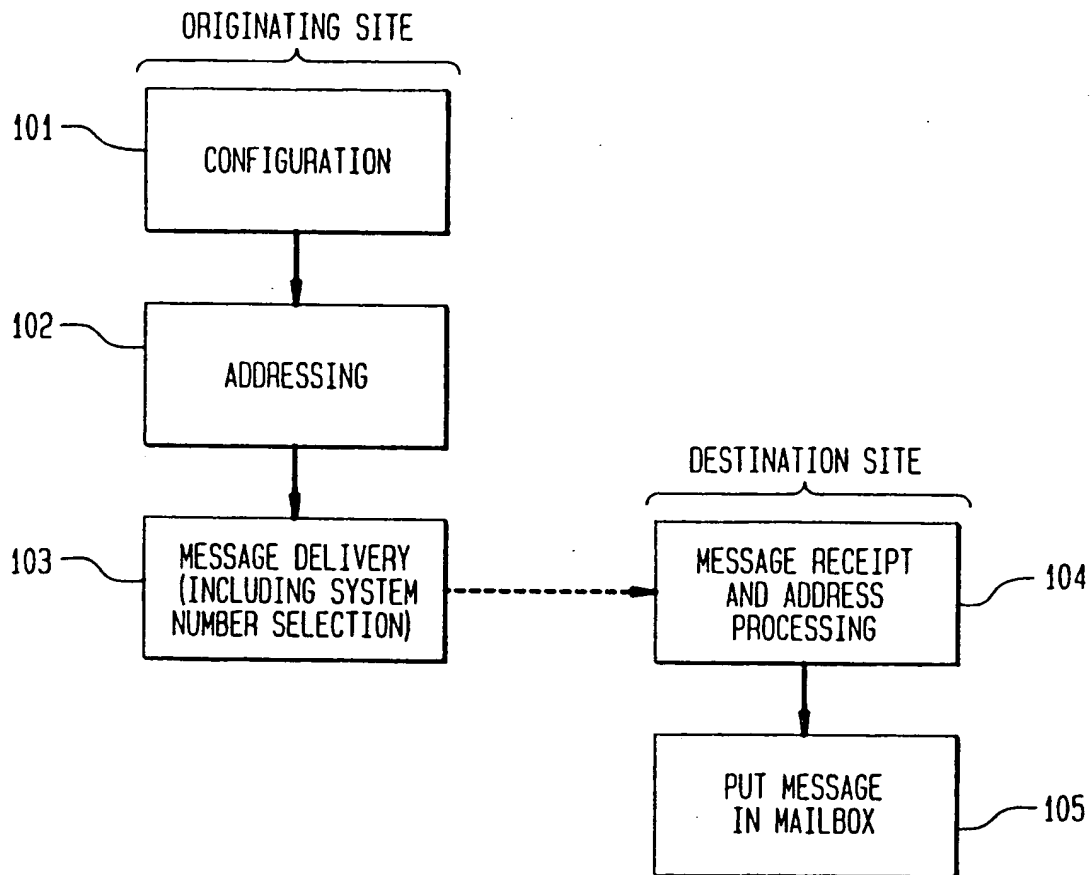 ORIGINATING SITE
101
CONFIGURATION
102
ADDRESSING
103
MESSAGE DELIVERY
(INCLUDING SYSTEM
NUMBER SELECTION)
DESTINATION SITE
MESSAGE RECEIPT
AND ADDRESS
PROCESSING
104
PUT MESSAGE
IN MAILBOX
105